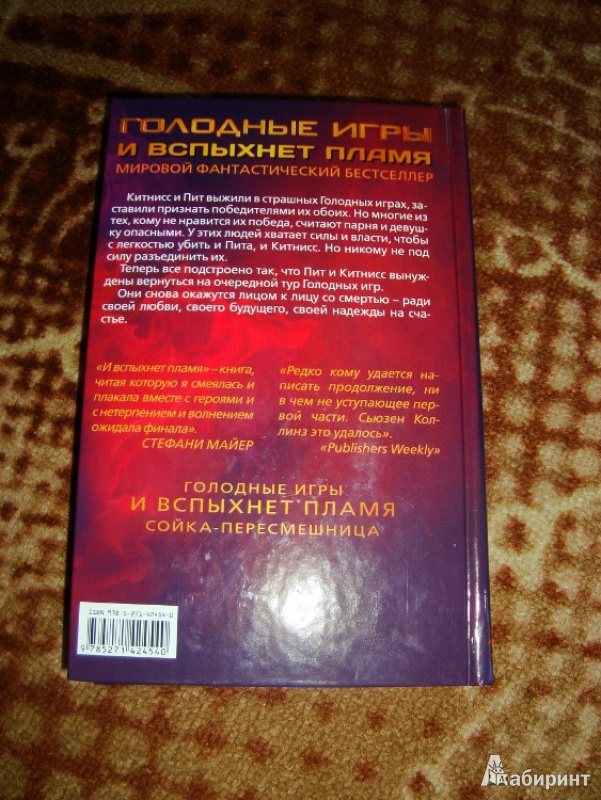 ГОЛОДНЫЕ ИГРЫ
И ВСПЫХНЕТ ПЛАМЯ
МИРОВОЙ ФАНТАСТИЧЕСКИЙ БЕСТСЕЛЛЕР
Китнисс и Пит выжили в страшных Голодных играх, за-
ставили признать победителями их обоих. Но многие из
тех, кому не нравится их победа, считают парня и девуш-
ку опасными. У этих людей хватает силы и власти, чтобы
с легкостью убить и Пита, и Китнисс. Но никому не под
силу разъединить их.
Теперь все подстроено так, что Пит и Китнисс вынуж-
дены вернуться на очередной тур Голодных игр.
Они снова окажутся лицом к лицу со смертью – ради
своей любви, своего будущего, своей надежды на сча-
стье.
«И вспыхнет пламя» – книга,
читая которую я смеялась и
плакала вместе с героями и
с нетерпением и волнением
ожидала финала».
СТЕФАНИ МАЙЕР
«Редко кому удается на-
писать продолжение, ни
в чем не уступающее пер-
вой части. Сьюзен Кол-
линз это удалось».
«Publishers Weekly»
ГОЛОДНЫЕ ИГРЫ
И ВСПЫХНЕТ ПЛАМЯ
СОЙКА-ПЕРЕСМЕШНИЦА
ISBN 978-5-271-42454-0
9 785271 424540
Лабиринт